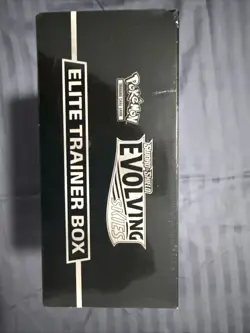 POKÉMON
TRADING CARD GAME
SWORD & SHIELD
EVOLVING
SKIES
ELITE TRAINER BOX